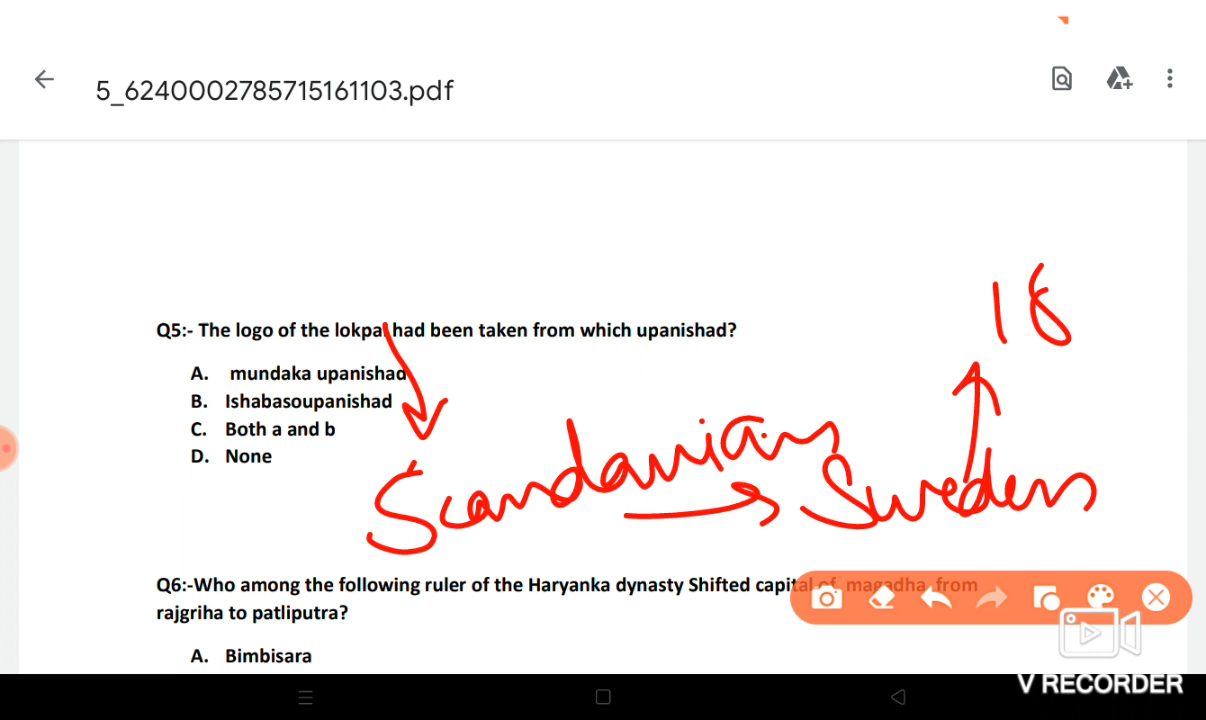 5_6240002785715161103.pdf
18
Q5:- The logo of the lokpal had been taken from which upanishad?
A. mundaka upanishad
B. Ishabasoupanishad
C. Both a and b
D. None
Scandanian Sweden
Q6:-Who among the following ruler of the Haryanka dynasty Shifted capital of magadha from
rajgriha to patliputra?
A. Bimbisara
V RECORDER